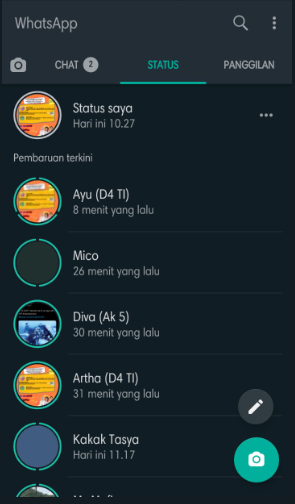 WhatsApp
CHAT 2 STATUS PANGGILAN
Status saya
Hari ini 10.27
Pembaruan terkini
Ayu (D4 TI)
8 menit yang lalu
Mico
26 menit yang lalu
Diva (Ak 5)
30 menit yang lalu
Artha (D4 TI)
31 menit yang lalu
Kakak Tasya
Hari ini 11.17